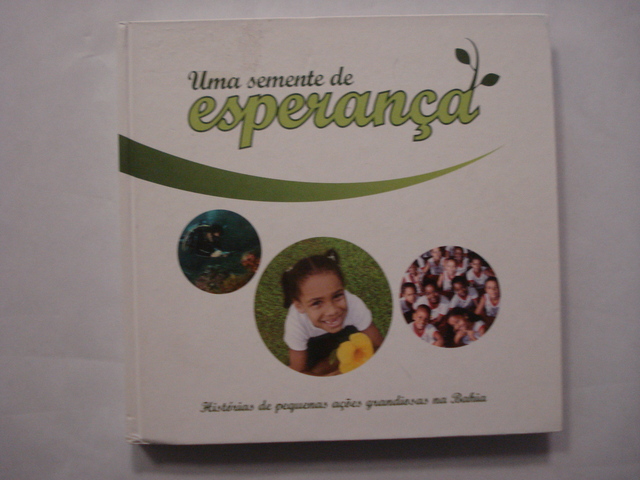 Uma semente de
esperança
Histórias de pequenas ações grandiosas na Bahia